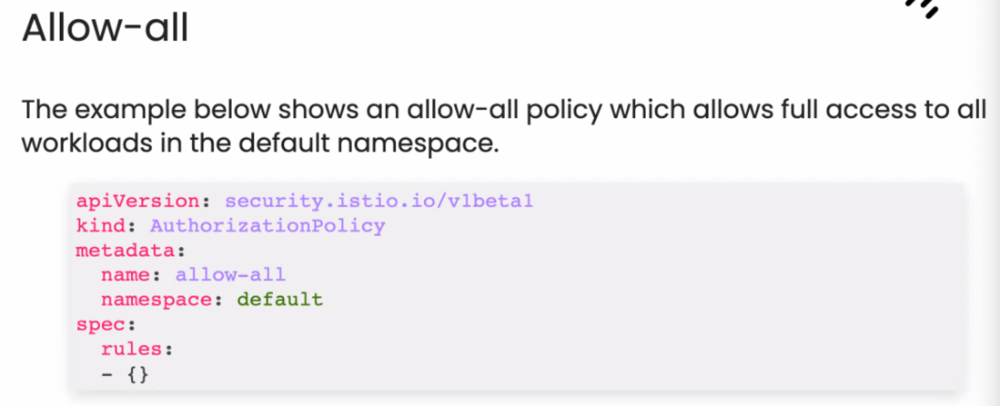 Allow-all
The example below shows an allow-all policy which allows full access to all
workloads in the default namespace.
apiVersion: security.istio.io/v1beta1
kind: AuthorizationPolicy
metadata:
  name: allow-all
  namespace: default
spec:
  rules:
  - {}